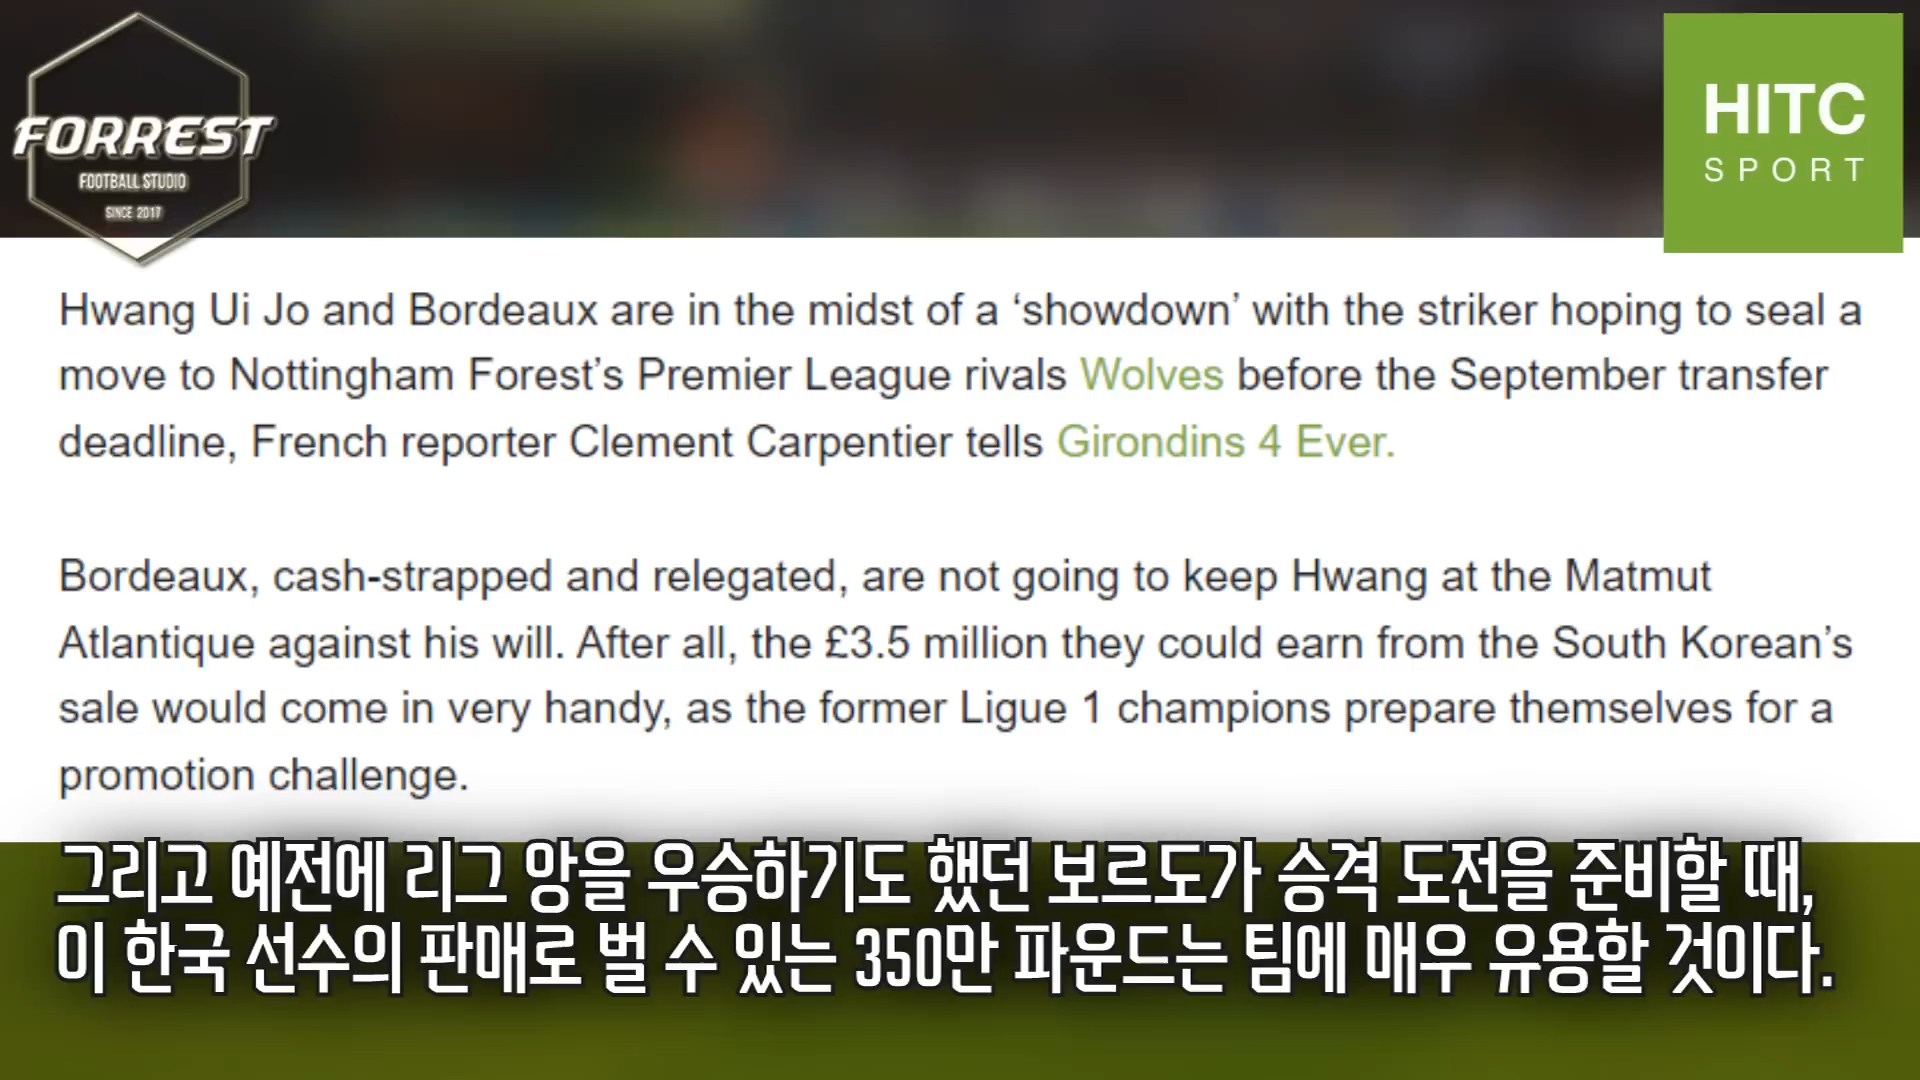 FORREST
FOOTBALL STUDIO
SINCE 2017
HITC
SPORT
Hwang Ui Jo and Bordeaux are in the midst of a ‘showdown’ with the striker hoping to seal a
move to Nottingham Forest’s Premier League rivals Wolves before the September transfer
deadline, French reporter Clement Carpentier tells Girondins 4 Ever.
Bordeaux, cash-strapped and relegated, are not going to keep Hwang at the Matmut
Atlantique against his will. After all, the £3.5 million they could earn from the South Korean’s
sale would come in very handy, as the former Ligue 1 champions prepare themselves for a
promotion challenge.
그리고 예전에 리그 앙을 우승하기도 했던 보르도가 승격 도전을 준비할 때,
이 한국 선수의 판매로 벌 수 있는 350만 파운드는 팀에 매우 유용할 것이다.